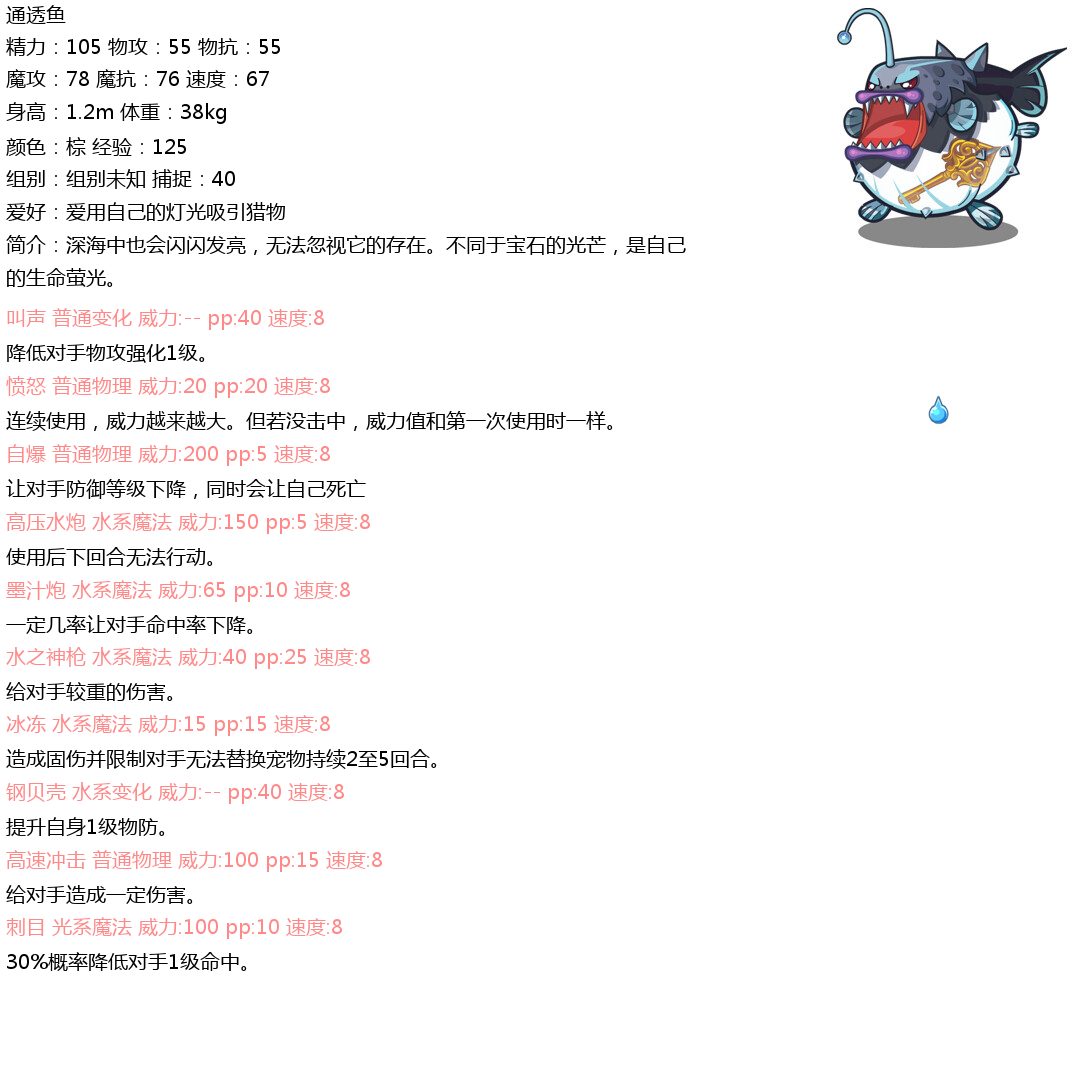 通透鱼
精力：105 物攻：55 物抗：55
魔攻：78 魔抗：76 速度：67
身高：1.2m 体重：38kg
颜色：棕 经验：125
组别：组别未知 捕捉：40
爱好：爱用自己的灯光吸引猎物
简介：深海中也会闪闪发亮，无法忽视它的存在。不同于宝石的光芒，是自己
的生命萤光。
叫声 普通变化 威力:-- pp:40 速度:8
降低对手物攻强化1级。
愤怒 普通物理 威力:20 pp:20 速度:8
连续使用，威力越来越大。但若没击中，威力值和第一次使用时一样。
自爆 普通物理 威力:200 pp:5 速度:8
让对手防御等级下降，同时会让自己死亡
高压水炮 水系魔法 威力:150 pp:5 速度:8
使用后下回合无法行动。
墨汁炮 水系魔法 威力:65 pp:10 速度:8
一定几率让对手命中率下降。
水之神枪 水系魔法 威力:40 pp:25 速度:8
给对手较重的伤害。
冰冻 水系魔法 威力:15 pp:15 速度:8
造成固伤并限制对手无法替换宠物持续2至5回合。
钢贝壳 水系变化 威力:-- pp:40 速度:8
提升自身1级物防。
高速冲击 普通物理 威力:100 pp:15 速度:8
给对手造成一定伤害。
刺目 光系魔法 威力:100 pp:10 速度:8
30%概率降低对手1级命中。